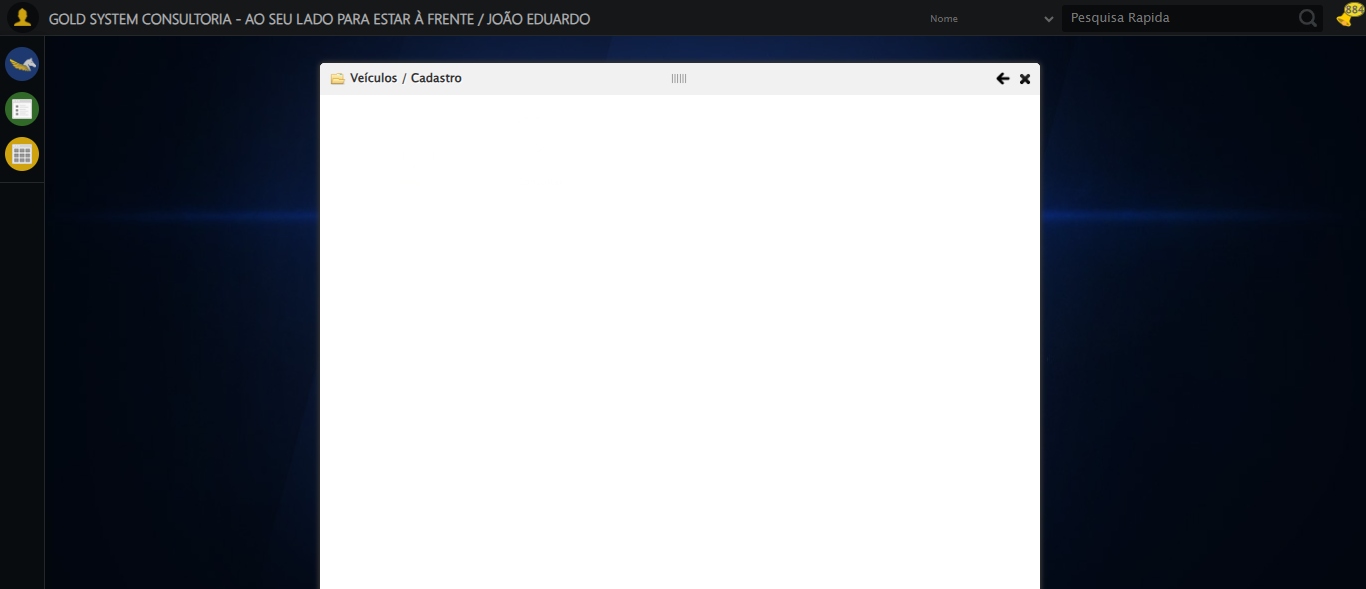 GOLD SYSTEM CONSULTORIA - AO SEU LADO PARA ESTAR À FRENTE / JOÃO EDUARDO
Nome
Pesquisa Rapida
884
Veículos / Cadastro